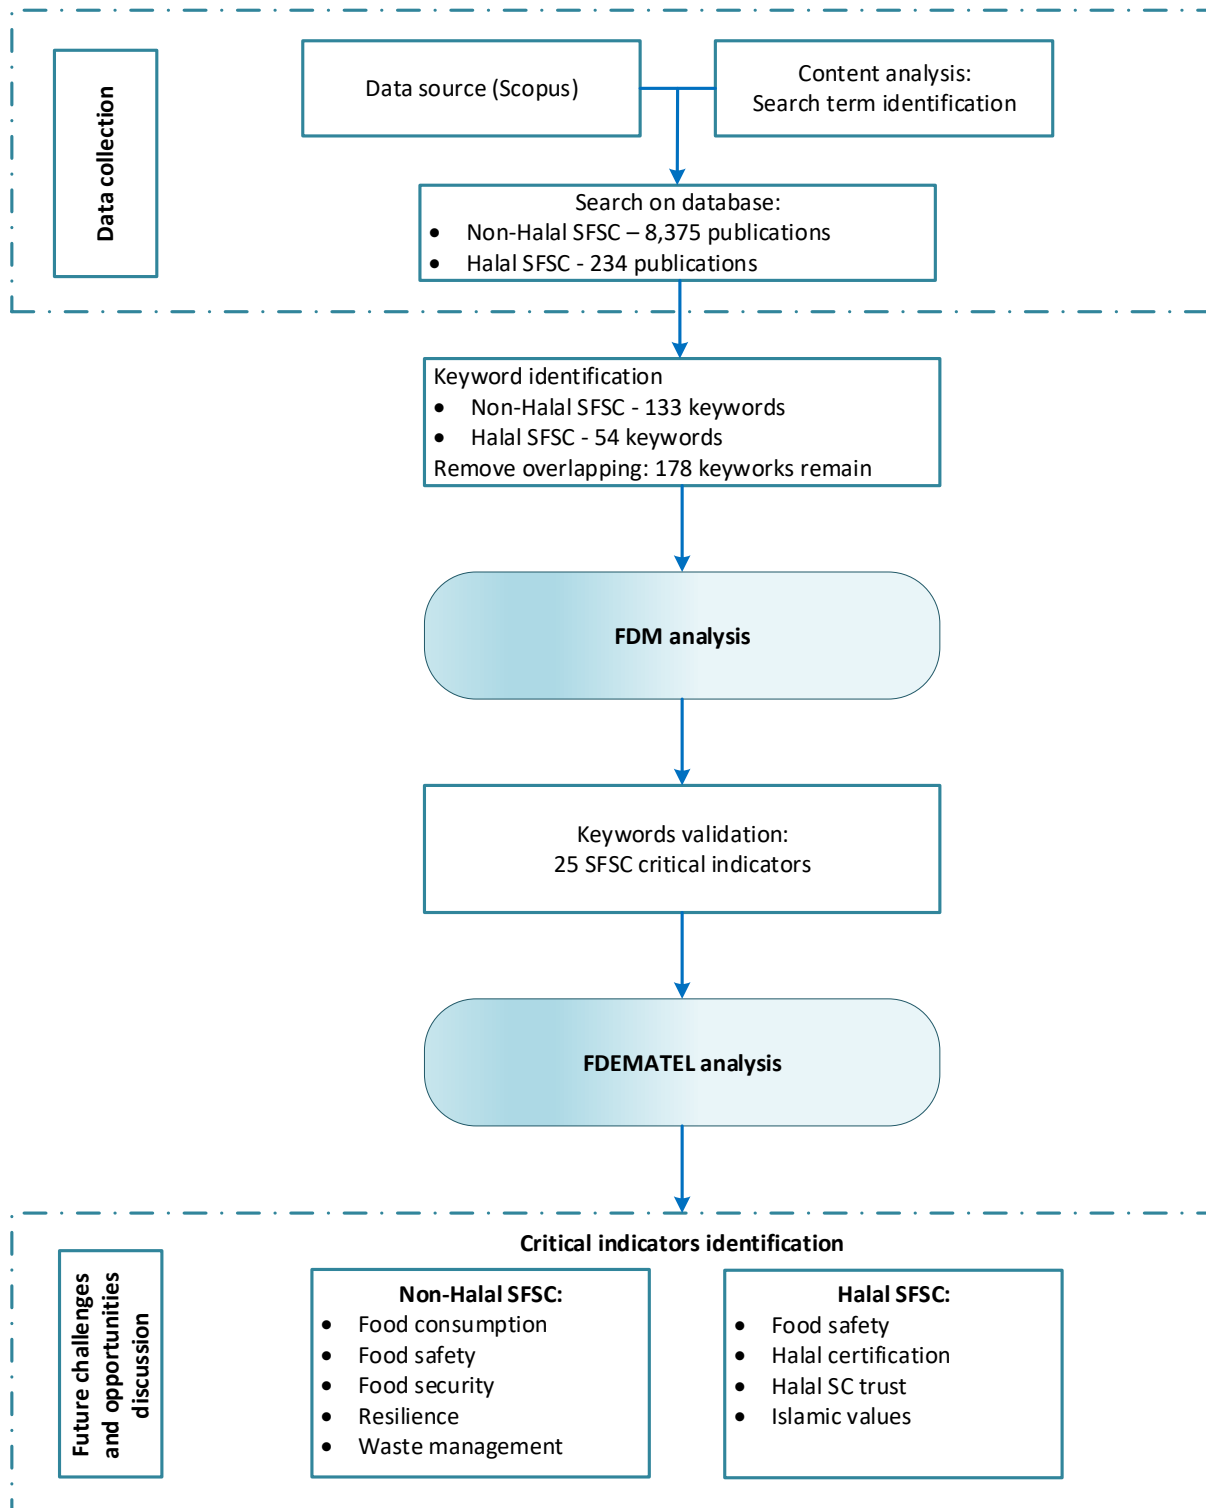 Data collection
Data source (Scopus)
Content analysis:
Search term identification
Search on database:
• Non-Halal SFSC – 8,375 publications
• Halal SFSC - 234 publications
Keyword identification
• Non-Halal SFSC - 133 keywords
• Halal SFSC - 54 keywords
Remove overlapping: 178 keyworks remain
FDM analysis
Keywords validation:
25 SFSC critical indicators
FDEMATEL analysis
Future challenges
and opportunities
discussion
Critical indicators identification
Non-Halal SFSC:
• Food consumption
• Food safety
• Food security
• Resilience
• Waste management
Halal SFSC:
• Food safety
• Halal certification
• Halal SC trust
• Islamic values